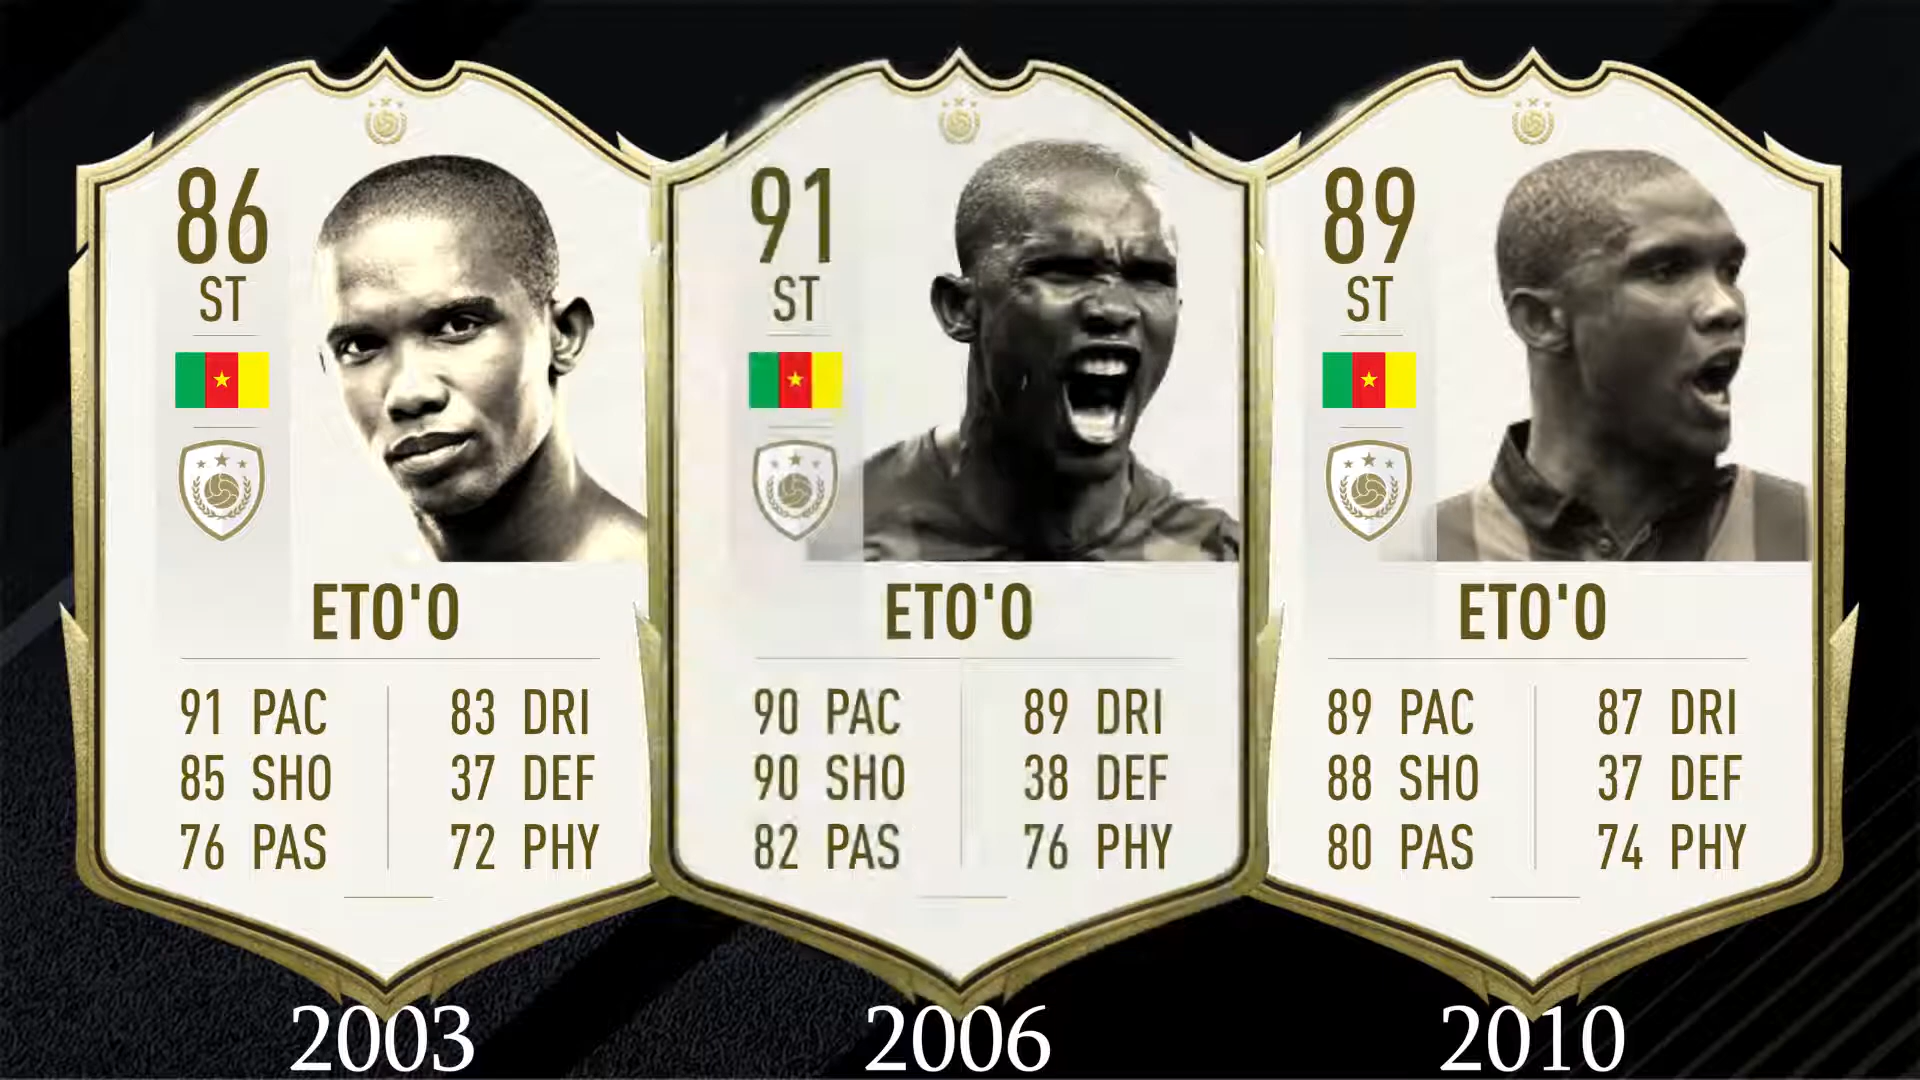 86
ST
ETO'O
91 PAC
83 DRI
85 SHO
37 DEF
76 PAS
72 PHY
2003
91
ST
ETO'O
90 PAC
89 DRI
90 SHO
38 DEF
82 PAS
76 PHY
2006
89
ST
ETO'O
89 PAC
87 DRI
88 SHO
37 DEF
80 PAS
74 PHY
2010